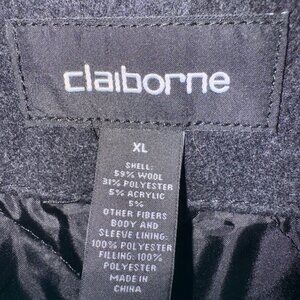 claiborne
XL
SHELL:
59% WOOL
31% POLYESTER
5% ACRYLIC
5%
OTHER FIBERS
BODY AND
SLEEVE LINING:
100% POLYESTER
FILLING: 100%
POLYESTER
MADE IN
CHINA